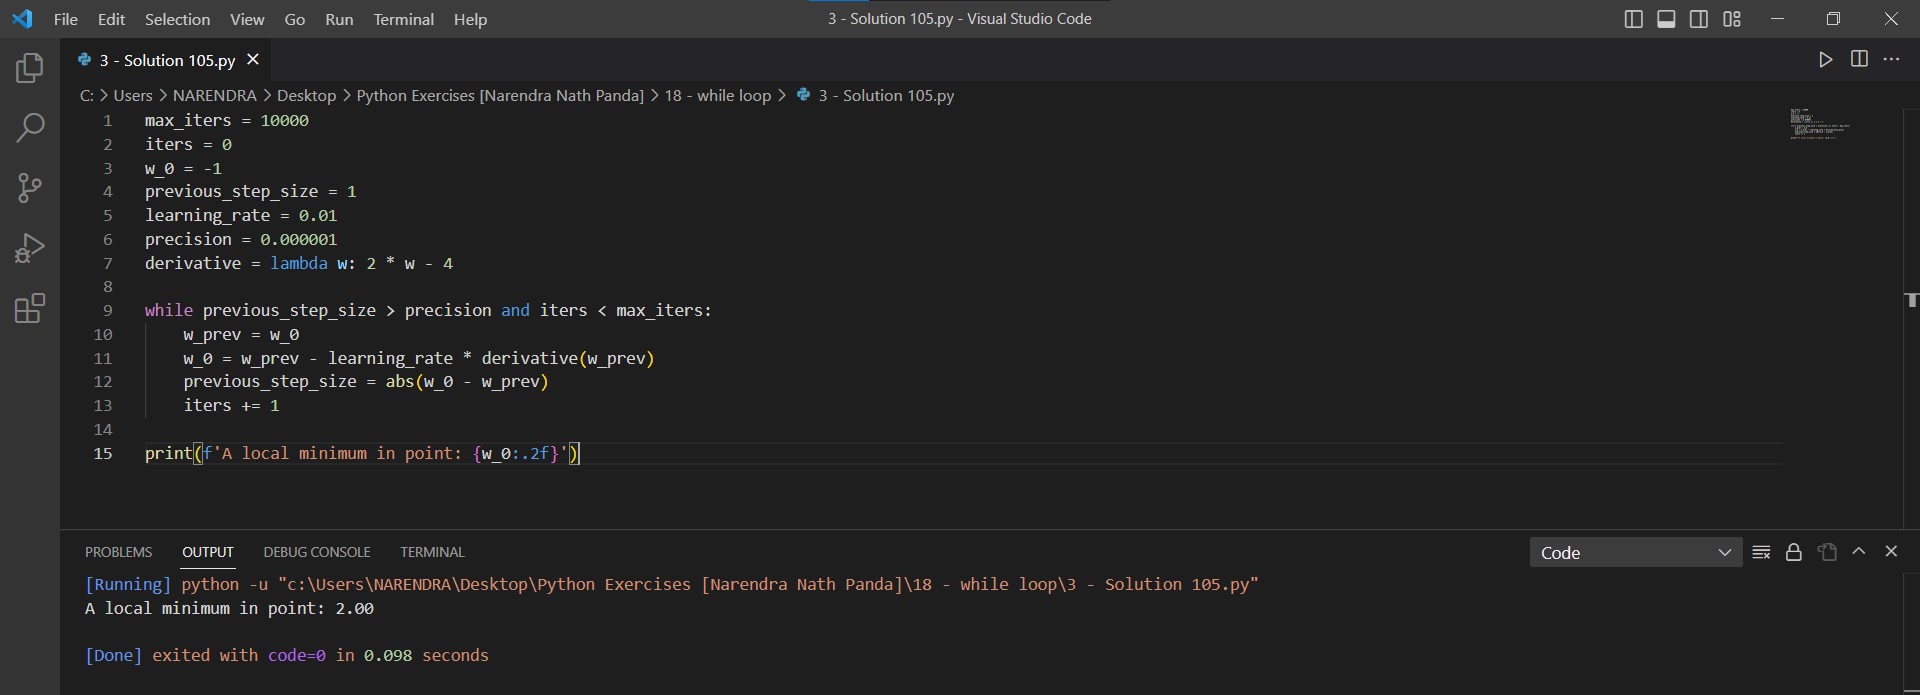 File Edit Selection View Go Run Terminal Help 3 - Solution 105.py - Visual Studio Code
3 - Solution 105.py
C: > Users > NARENDRA > Desktop > Python Exercises [Narendra Nath Panda] > 18 - while loop > 3 - Solution 105.py
1 max_iters = 10000
2 iters = 0
3 w_0 = -1
4 previous_step_size = 1
5 learning_rate = 0.01
6 precision = 0.000001
7 derivative = lambda w: 2 * w - 4
8
9 while previous_step_size > precision and iters < max_iters:
10     w_prev = w_0
11     w_0 = w_prev - learning_rate * derivative(w_prev)
12     previous_step_size = abs(w_0 - w_prev)
13     iters += 1
14
15 print(f'A local minimum in point: {w_0:.2f}')
PROBLEMS OUTPUT DEBUG CONSOLE TERMINAL Code
[Running] python -u "c:\Users\NARENDRA\Desktop\Python Exercises [Narendra Nath Panda]\18 - while loop\3 - Solution 105.py"
A local minimum in point: 2.00
[Done] exited with code=0 in 0.098 seconds